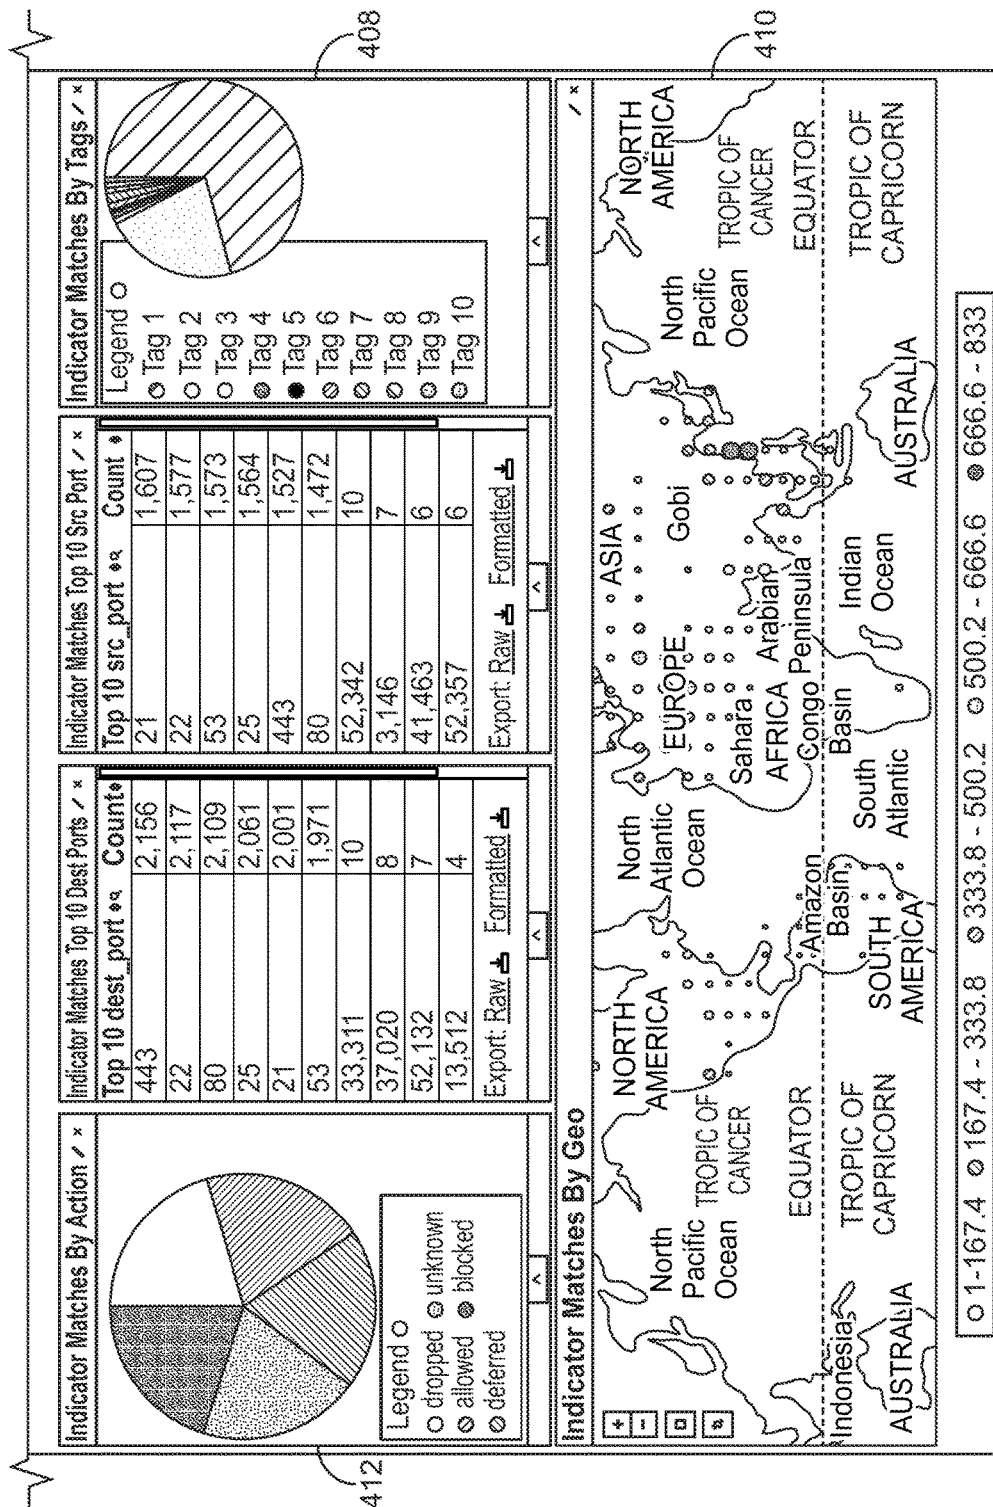 Indicator Matches By Action
Legend
dropped
unknown
allowed
blocked
deferred
412
Indicator Matches Top 10 Dest Ports
Top 10 dest_port Count
443 2,156
22 2,117
80 2,109
25 2,061
21 2,001
53 1,971
33,311 10
37,020 8
52,132 7
13,512 4
Export: Raw Formatted
Indicator Matches Top 10 Src Port
Top 10 src_port Count
21 1,607
22 1,577
53 1,573
25 1,564
443 1,527
80 1,472
52,342 10
3,146 7
41,463 6
52,357 6
Export: Raw Formatted
Indicator Matches By Tags
Legend
Tag 1
Tag 2
Tag 3
Tag 4
Tag 5
Tag 6
Tag 7
Tag 8
Tag 9
Tag 10
408
Indicator Matches By Geo
+
-
North
Pacific
Ocean
NORTH
AMERICA
TROPIC OF
CANCER
EQUATOR
TROPIC OF
CAPRICORN
Indonesia
AUSTRALIA
North
Atlantic
Ocean
Amazon
Basin
SOUTH
AMERICA
South
Atlantic
EUROPE
ASIA
Gobi
Sahara
Arabian
Peninsula
AFRICA
Congo
Basin
Indian
Ocean
AUSTRALIA
North
Pacific
Ocean
NORTH
AMERICA
TROPIC OF
CANCER
EQUATOR
TROPIC OF
CAPRICORN
410
1-167.4 167.4 - 333.8 333.8 - 500.2 500.2 - 666.6 666.6 - 833